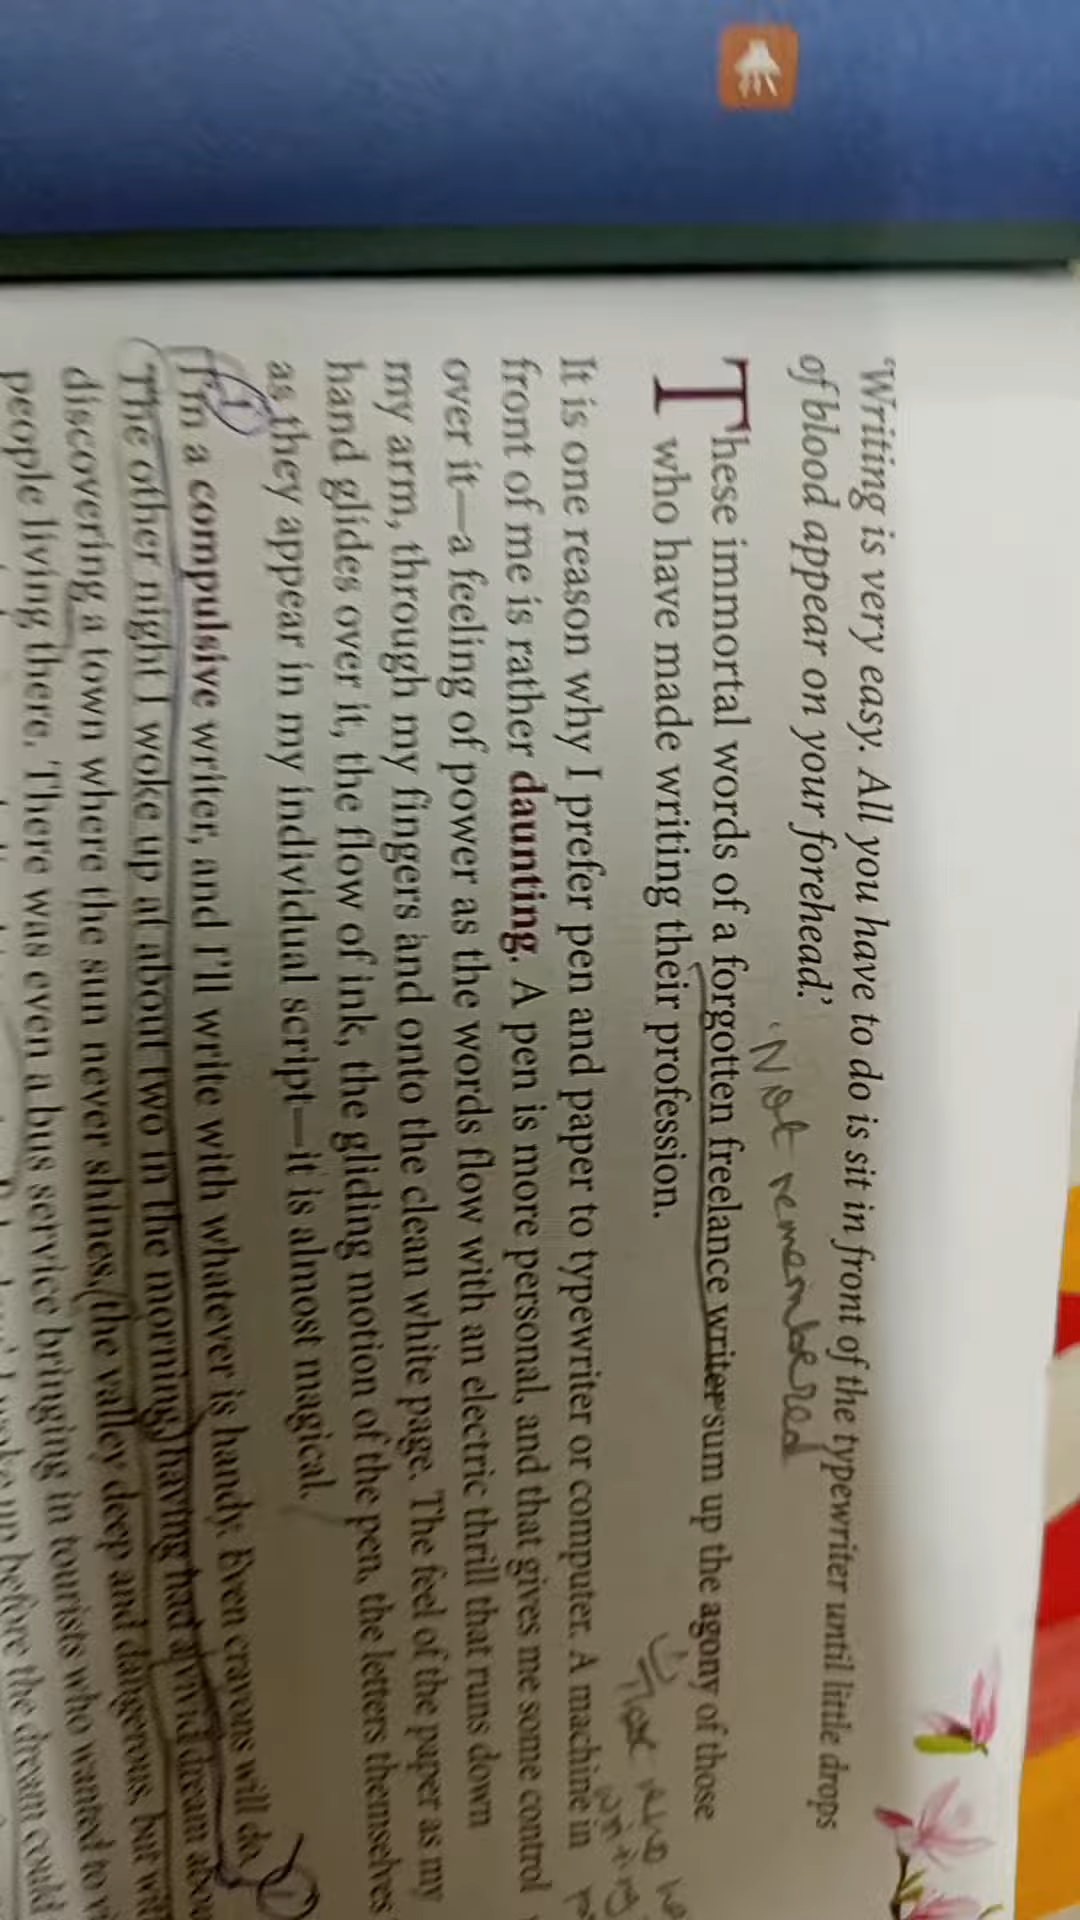 'Writing is very easy. All you have to do is sit in front of the typewriter until little drops
of blood appear on your forehead.'
Not remembered
These immortal words of a forgotten freelance writer sum up the agony of those
who have made writing their profession.
It is one reason why I prefer pen and paper to typewriter or computer. A machine in
front of me is rather daunting. A pen is more personal, and that gives me some control
over it—a feeling of power as the words flow with an electric thrill that runs down
my arm, through my fingers and onto the clean white page. The feel of the paper as my
hand glides over it, the flow of ink, the gliding motion of the pen, the letters themselves
as they appear in my individual script—it is almost magical.
I'm a compulsive writer, and I'll write with whatever is handy. Even crayons will do.
The other night I woke up at about two in the morning, having had a vivid dream about
discovering a town where the sun never shines, the valley deep and dangerous, but with
people living there. There was even a bus service bringing in tourists who wanted to
before the dream could